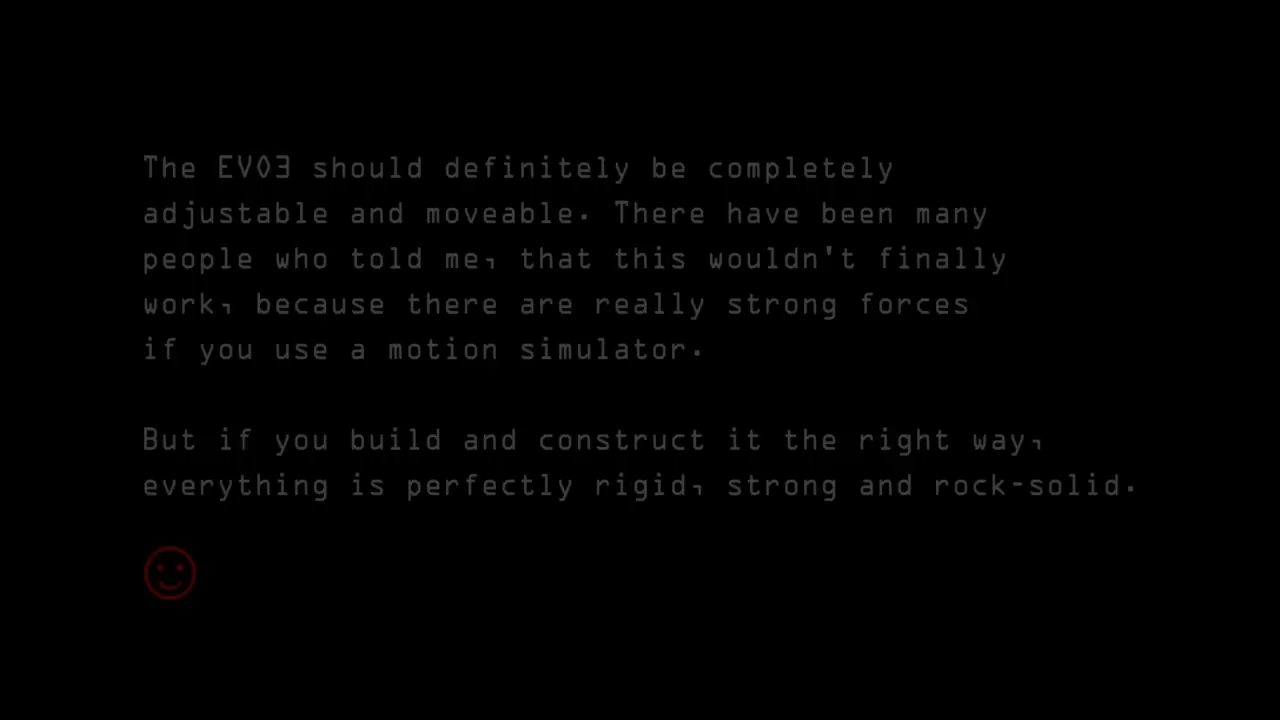 The EVO3 should definitely be completely
adjustable and moveable. There have been many
people who told me, that this wouldn't finally
work, because there are really strong forces
if you use a motion simulator.
But if you build and construct it the right way,
everything is perfectly rigid, strong and rock-solid.